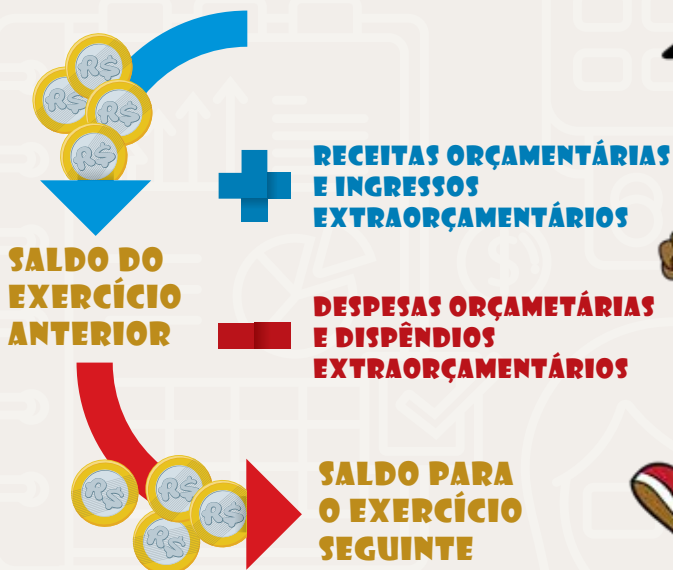 R$
R$
R$
R$
RECEITAS ORÇAMENTÁRIAS
E INGRESSOS
EXTRAORÇAMENTÁRIOS
SALDO DO
EXERCÍCIO
ANTERIOR
DESPESAS ORÇAMETÁRIAS
E DISPÊNDIOS
EXTRAORÇAMENTÁRIOS
SALDO PARA
O EXERCÍCIO
SEGUINTE
R$
R$
R$
R$